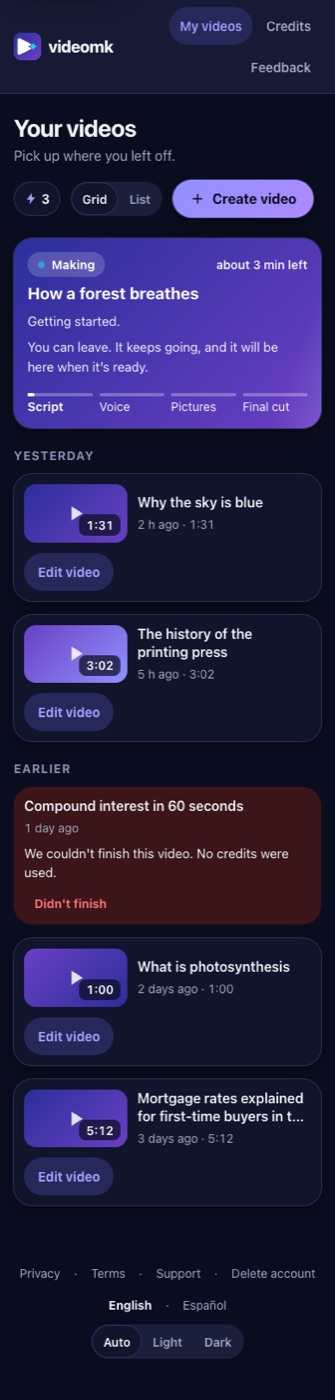 videomk
My videos
Credits
Feedback
Your videos
Pick up where you left off.
3
Grid
List
+ Create video
Making
about 3 min left
How a forest breathes
Getting started.
You can leave. It keeps going, and it will be
here when it's ready.
Script
Voice
Pictures
Final cut
YESTERDAY
1:31
Why the sky is blue
2 h ago · 1:31
Edit video
3:02
The history of the
printing press
5 h ago · 3:02
Edit video
EARLIER
Compound interest in 60 seconds
1 day ago
We couldn't finish this video. No credits were
used.
Didn't finish
1:00
What is photosynthesis
2 days ago · 1:00
Edit video
5:12
Mortgage rates explained
for first-time buyers in t…
3 days ago · 5:12
Edit video
Privacy · Terms · Support · Delete account
English · Español
Auto
Light
Dark